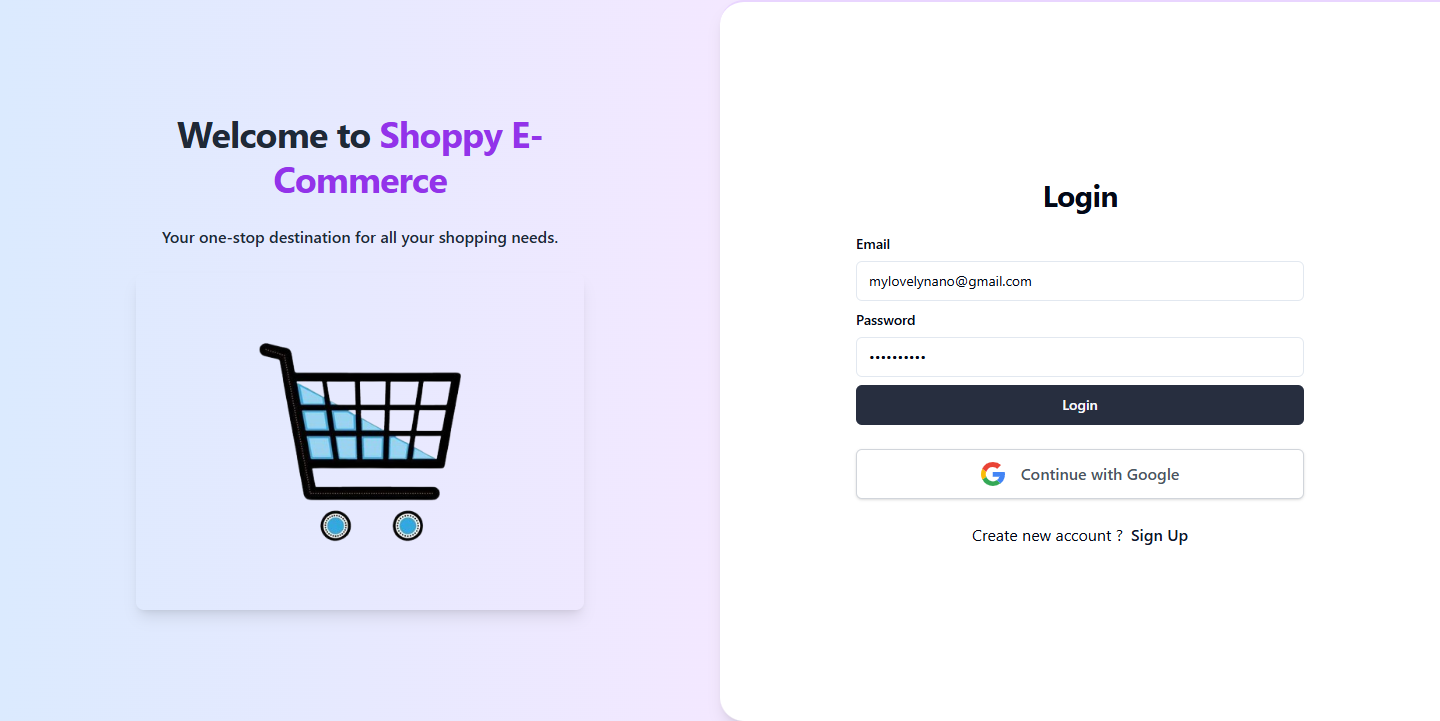 Welcome to Shoppy E-
Commerce
Your one-stop destination for all your shopping needs.
Login
Email
mylovelynano@gmail.com
Password
••••••••••
Login
Continue with Google
Create new account ? Sign Up